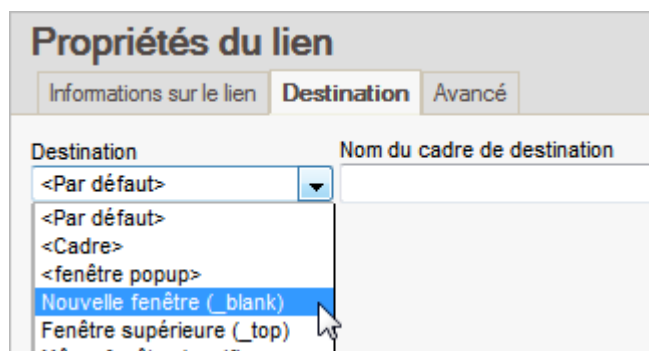 Propriétés du lien
Informations sur le lien Destination Avancé
Destination Nom du cadre de destination
<Par défaut>
<Par défaut>
<Cadre>
<fenêtre popup>
Nouvelle fenêtre (_blank)
Fenêtre supérieure (_top)